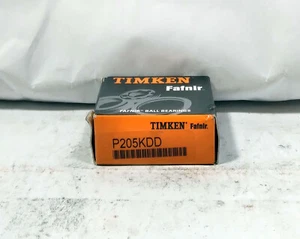 TIMKEN
Fafnir
FAFNIR® BALL BEARINGS
TIMKEN Fafnir
P205KDD